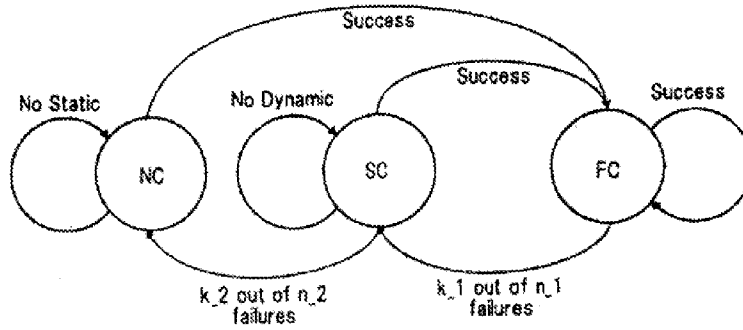 Success
Success
No Static
No Dynamic
Success
NC
SC
FC
k_2 out of n_2
failures
k_1 out of n_1
failures